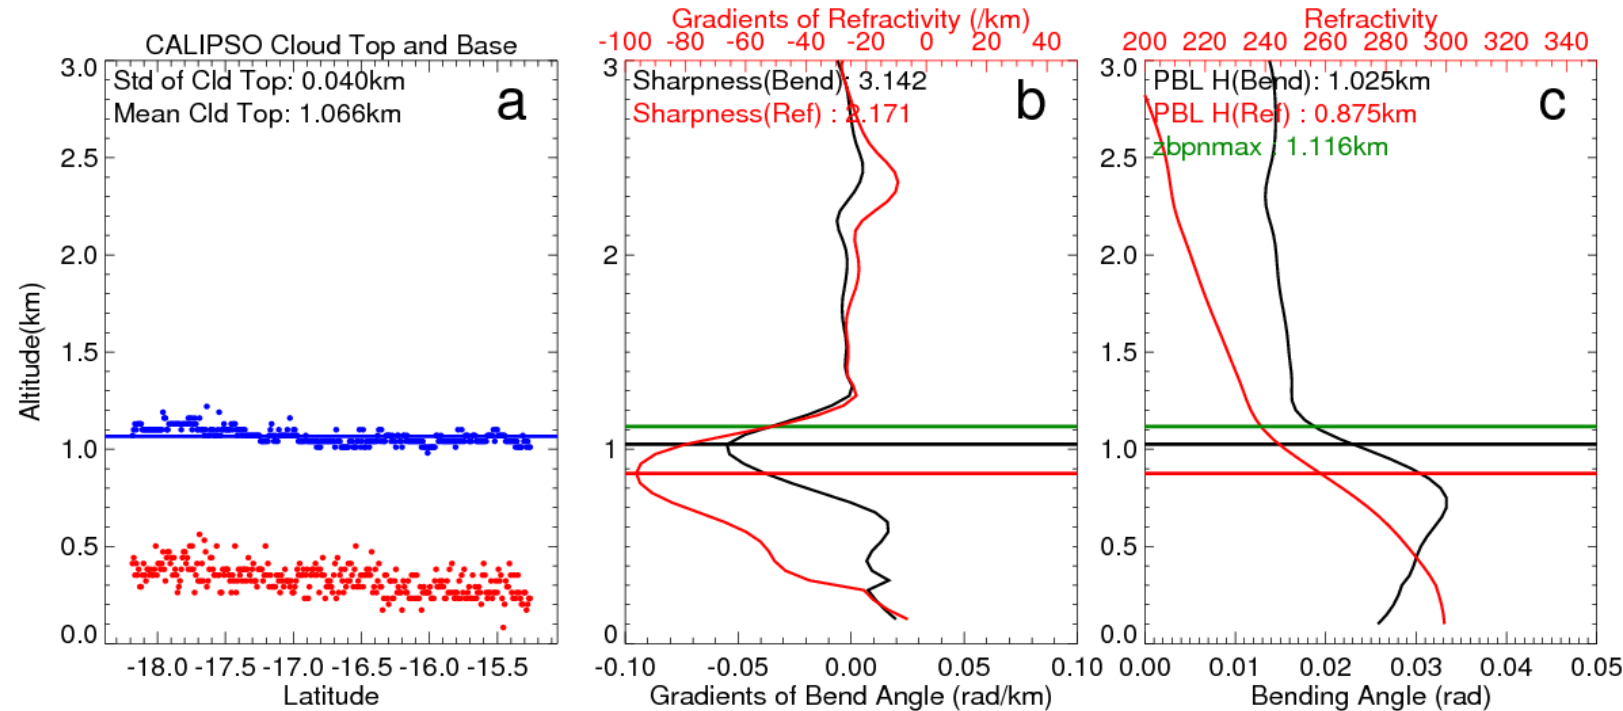 CALIPSO Cloud Top and Base
Std of Cld Top: 0.040km
Mean Cld Top: 1.066km
a
3.0
2.5
2.0
1.5
1.0
0.5
0.0
Altitude(km)
-18.0 -17.5 -17.0 -16.5 -16.0 -15.5
Latitude
Gradients of Refractivity (/km)
-100 -80 -60 -40 -20 0 20 40
Sharpness(Bend): 3.142
Sharpness(Ref) : 2.171
b
3
2
1
0
-0.10 -0.05 0.00 0.05 0.10
Gradients of Bend Angle (rad/km)
Refractivity
200 220 240 260 280 300 320 340
PBL H(Bend): 1.025km
PBL H(Ref) : 0.875km
zbpnmax : 1.116km
c
3.0
2.5
2.0
1.5
1.0
0.5
0.0
0.00 0.01 0.02 0.03 0.04 0.05
Bending Angle (rad)